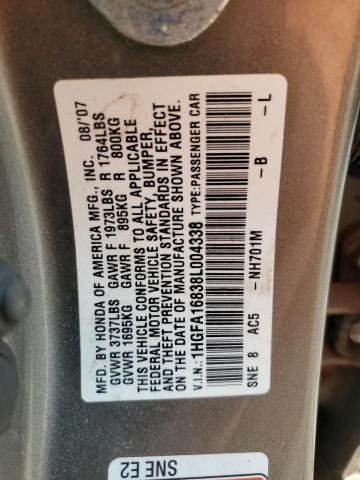 MFD. BY HONDA OF AMERICA MFG., INC. 08/'07
GVWR 3737LBS GAWR F 1973LBS R 1764LBS
GVWR 1695KG GAWR F 895KG R 800KG
THIS VEHICLE CONFORMS TO ALL APPLICABLE
FEDERAL MOTOR VEHICLE SAFETY, BUMPER,
AND THEFT PREVENTION STANDARDS IN EFFECT
ON THE DATE OF MANUFACTURE SHOWN ABOVE.
V.I.N.: 1HGFA16838L004338 TYPE:PASSENGER CAR
SNE 8 AC5 -NH701M -B -L
SNE E2